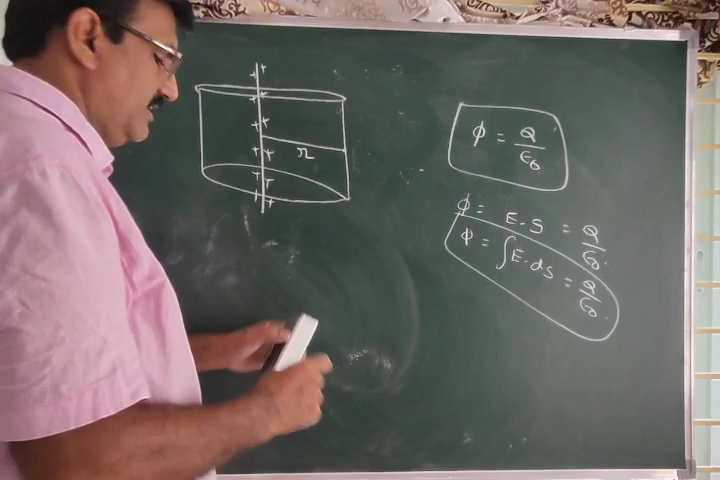 r
ϕ = Q/ε₀
ϕ = E.S = Q/ε₀
ϕ = ∫E.ds = Q/ε₀